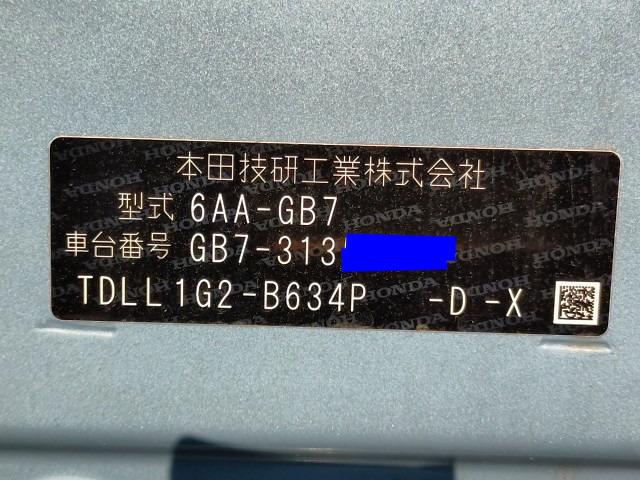 本田技研工業株式会社
型式 6AA-GB7
車台番号 GB7-313
TDLL1G2-B634P -D -X